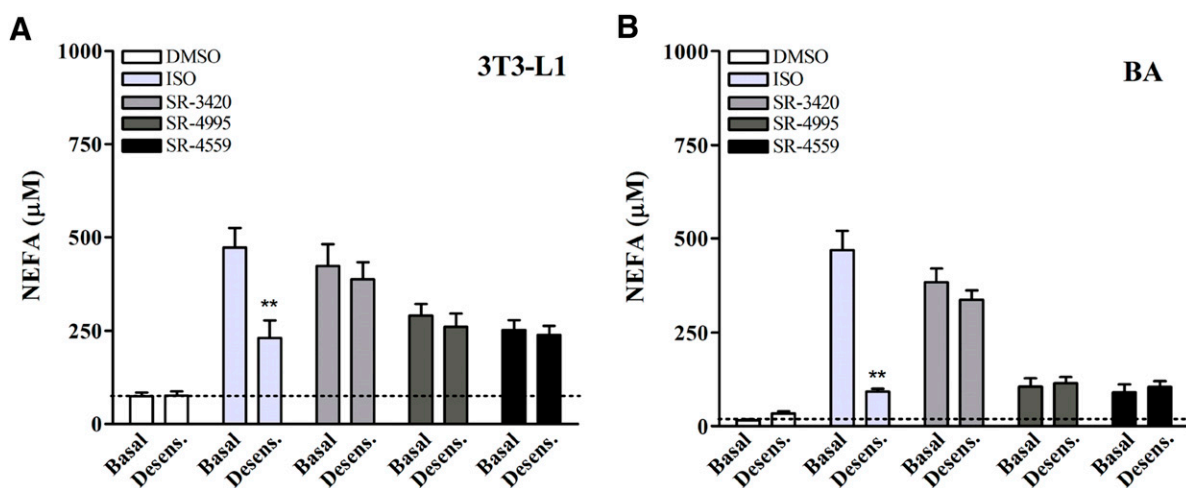 A
1000
750
500
250
0
NEFA (µM)
DMSO
ISO
SR-3420
SR-4995
SR-4559
3T3-L1
**
Basal Desens. Basal Desens. Basal Desens. Basal Desens. Basal Desens.
B
1000
750
500
250
0
NEFA (µM)
DMSO
ISO
SR-3420
SR-4995
SR-4559
BA
**
Basal Desens. Basal Desens. Basal Desens. Basal Desens. Basal Desens.